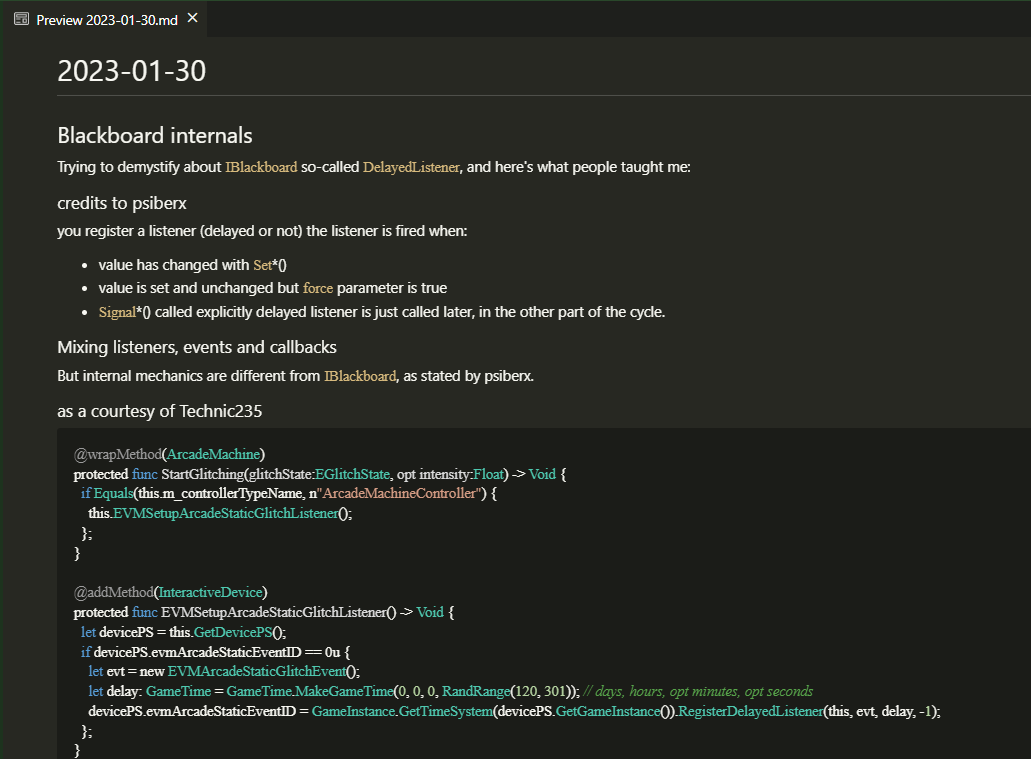 Preview 2023-01-30.md ×
2023-01-30
Blackboard internals
Trying to demystify about IBlackboard so-called DelayedListener, and here's what people taught me:
credits to psiberx
you register a listener (delayed or not) the listener is fired when:
• value has changed with Set*()
• value is set and unchanged but force parameter is true
• Signal*() called explicitly delayed listener is just called later, in the other part of the cycle.
Mixing listeners, events and callbacks
But internal mechanics are different from IBlackboard, as stated by psiberx.
as a courtesy of Technic235
@wrapMethod(ArcadeMachine)
protected func StartGlitching(glitchState:EGlitchState, opt intensity:Float) -> Void {
if Equals(this.m_controllerTypeName, n"ArcadeMachineController") {
this.EVMSetupArcadeStaticGlitchListener();
};
}
@addMethod(InteractiveDevice)
protected func EVMSetupArcadeStaticGlitchListener() -> Void {
let devicePS = this.GetDevicePS();
if devicePS.evmArcadeStaticEventID == 0u {
let evt = new EVMArcadeStaticGlitchEvent();
let delay: GameTime = GameTime.MakeGameTime(0, 0, 0, RandRange(120, 301)); // days, hours, opt minutes, opt seconds
devicePS.evmArcadeStaticEventID = GameInstance.GetTimeSystem(devicePS.GetGameInstance()).RegisterDelayedListener(this, evt, delay, -1);
};
}